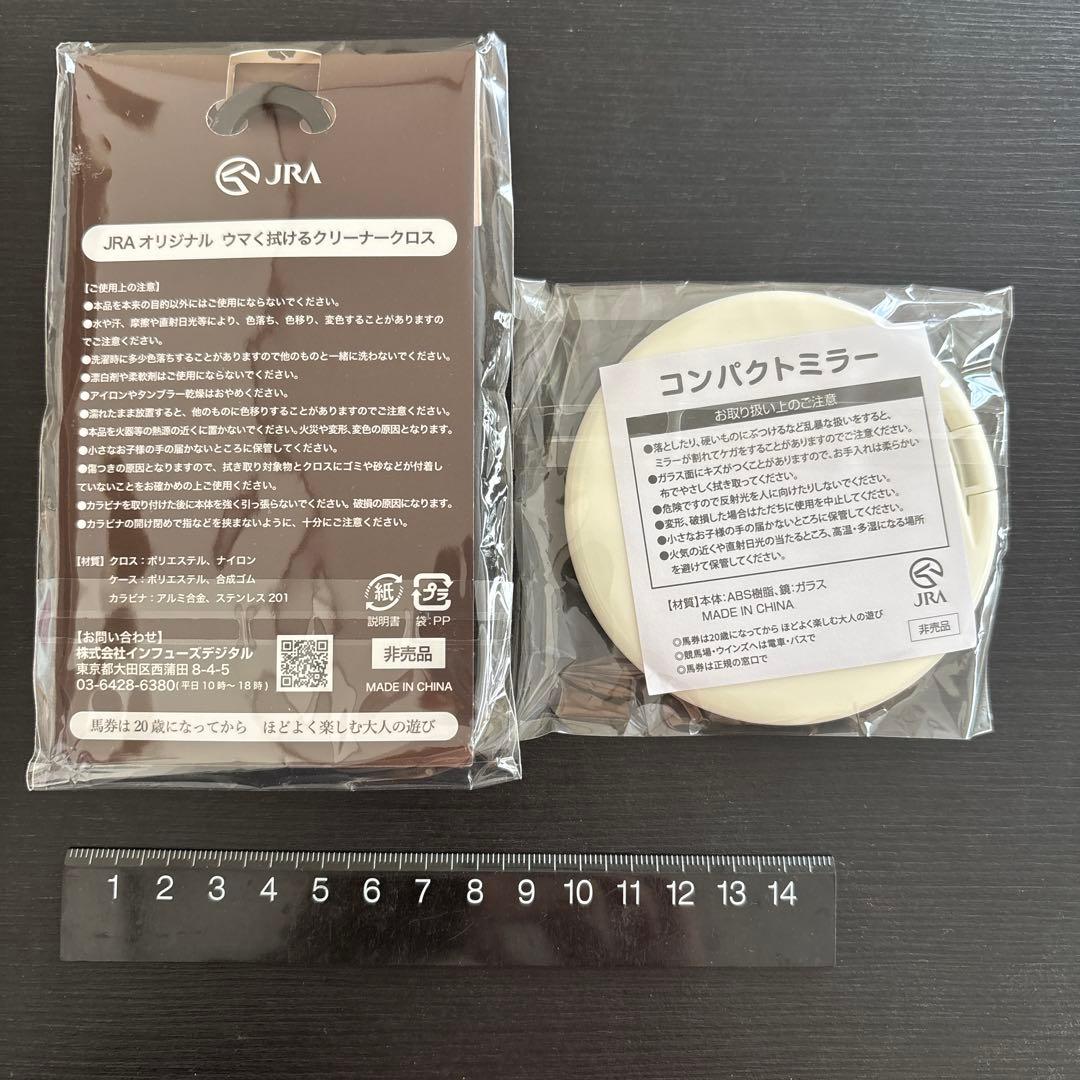 JRA
JRA オリジナル ウマく拭けるクリーナークロス
【ご使用上の注意】
●本品を本来の目的以外にはご使用にならないでください。
●水や汗、摩擦や直射日光等により、色落ち、色移り、変色することがありますの
でご注意ください。
●洗濯時に多少色落ちすることがありますので他のものと一緒に洗わないでください。
●漂白剤や柔軟剤はご使用にならないでください。
●アイロンやタンブラー乾燥はおやめください。
●濡れたまま放置すると、他のものに色移りすることがありますのでご注意ください。
●本品を火器等の熱源の近くに置かないでください。火災や変形、変色の原因となります。
●小さなお子様の手の届かないところに保管してください。
●傷つきの原因となりますので、拭き取り対象物とクロスにゴミや砂などが付着し
ていないことをお確かめの上ご使用ください。
●カラビナを取り付けた後に本体を強く引っ張らないでください。破損の原因になります。
●カラビナの開け閉めで指などを挟まないように、十分にご注意ください。
【材質】クロス：ポリエステル、ナイロン
ケース：ポリエステル、合成ゴム
カラビナ：アルミ合金、ステンレス201
紙 プラ
説明書 袋:PP
【お問い合わせ】
株式会社インフューズデジタル
東京都大田区西蒲田 8-4-5
03-6428-6380(平日10時〜18時)
非売品
MADE IN CHINA
馬券は20歳になってから ほどよく楽しむ大人の遊び
コンパクトミラー
お取り扱い上のご注意
●落としたり、硬いものにぶつけるなど乱暴な扱いをすると、
ミラーが割れてケガをすることがありますのでご注意ください。
●ガラス面にキズがつくことがありますので、お手入れは柔らかい
布でやさしく拭き取ってください。
●危険ですので反射光を人に向けたりしないでください。
●変形、破損した場合はただちに使用を中止してください。
●小さなお子様の手の届かないところに保管してください。
●火気の近くや直射日光の当たるところ、高温・多湿になる場所
を避けて保管してください。
【材質】本体:ABS樹脂、鏡:ガラス
MADE IN CHINA
JRA
非売品
◎馬券は20歳になってから ほどよく楽しむ大人の遊び
◎競馬場・ウインズへは電車・バスで
◎馬券は正規の窓口で
1 2 3 4 5 6 7 8 9 10 11 12 13 14